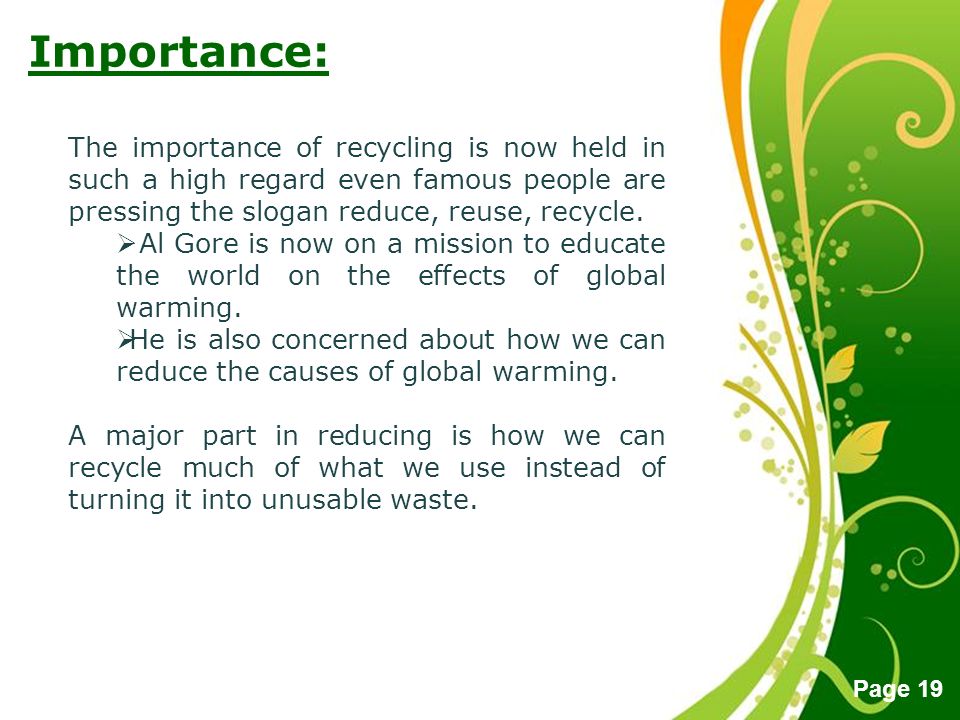 Importance:
The importance of recycling is now held in
such a high regard even famous people are
pressing the slogan reduce, reuse, recycle.
➢ Al Gore is now on a mission to educate
the world on the effects of global
warming.
➢He is also concerned about how we can
reduce the causes of global warming.
A major part in reducing is how we can
recycle much of what we use instead of
turning it into unusable waste.
Page 19